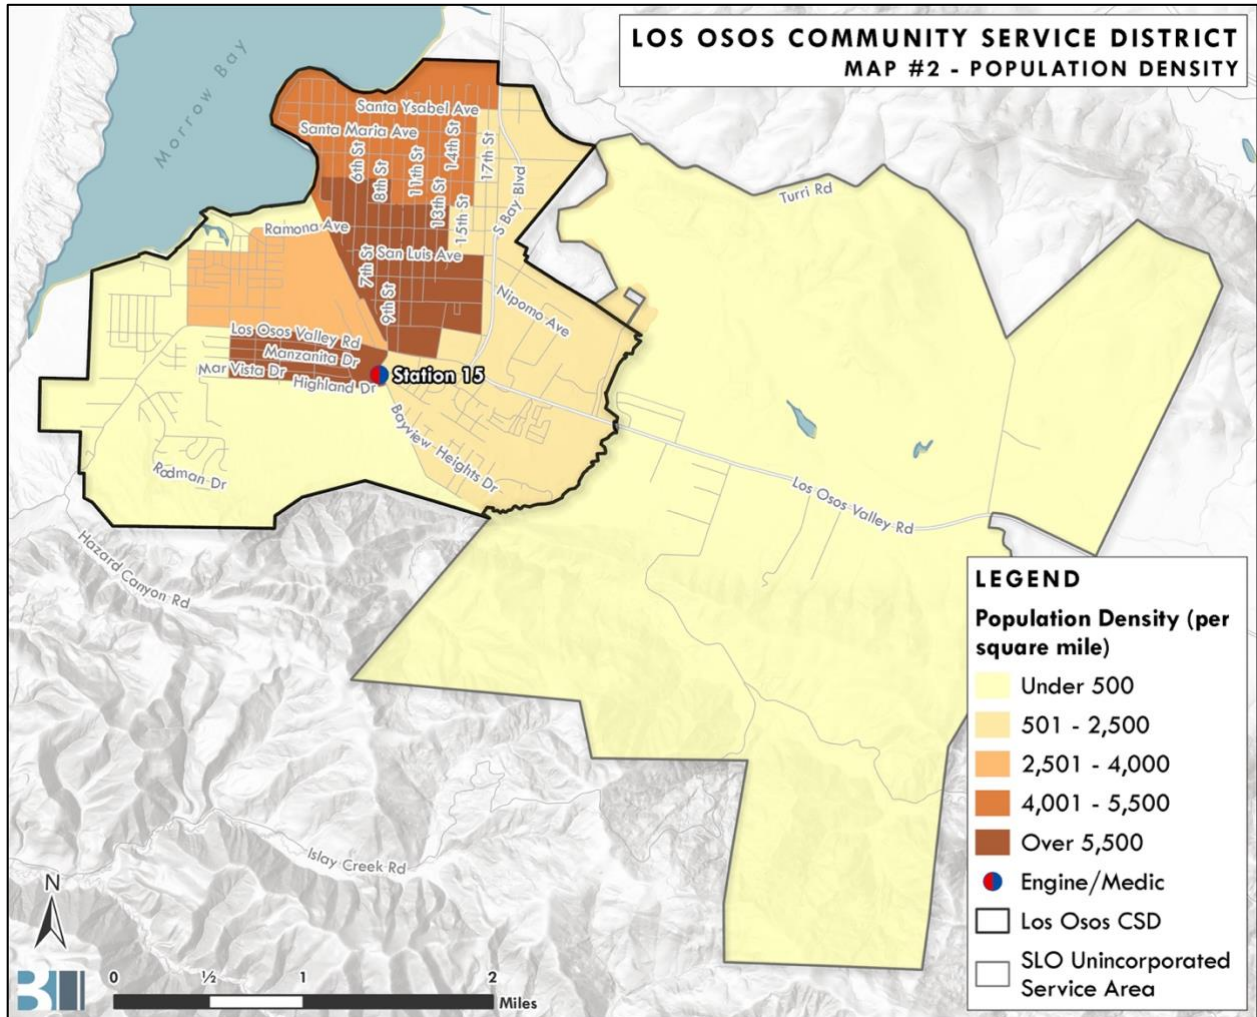 LOS OSOS COMMUNITY SERVICE DISTRICT
MAP #2 - POPULATION DENSITY
Morrow Bay
Santa Ysabel Ave
Santa Maria Ave
6th St
8th St
11th St
14th St
13th St
15th St
17th St
S Bay Blvd
Turri Rd
Ramona Ave
San Luis Ave
7th St
9th St
Nipomo Ave
Los Osos Valley Rd
Manzanita Dr
Mar Vista Dr
Highland Dr
Station 15
Bayview Heights Dr
Rodman Dr
Los Osos Valley Rd
Hazard Canyon Rd
Islay Creek Rd
LEGEND
Population Density (per
square mile)
Under 500
501 - 2,500
2,501 - 4,000
4,001 - 5,500
Over 5,500
Engine/Medic
Los Osos CSD
SLO Unincorporated
Service Area
N
0 ½ 1 2
Miles